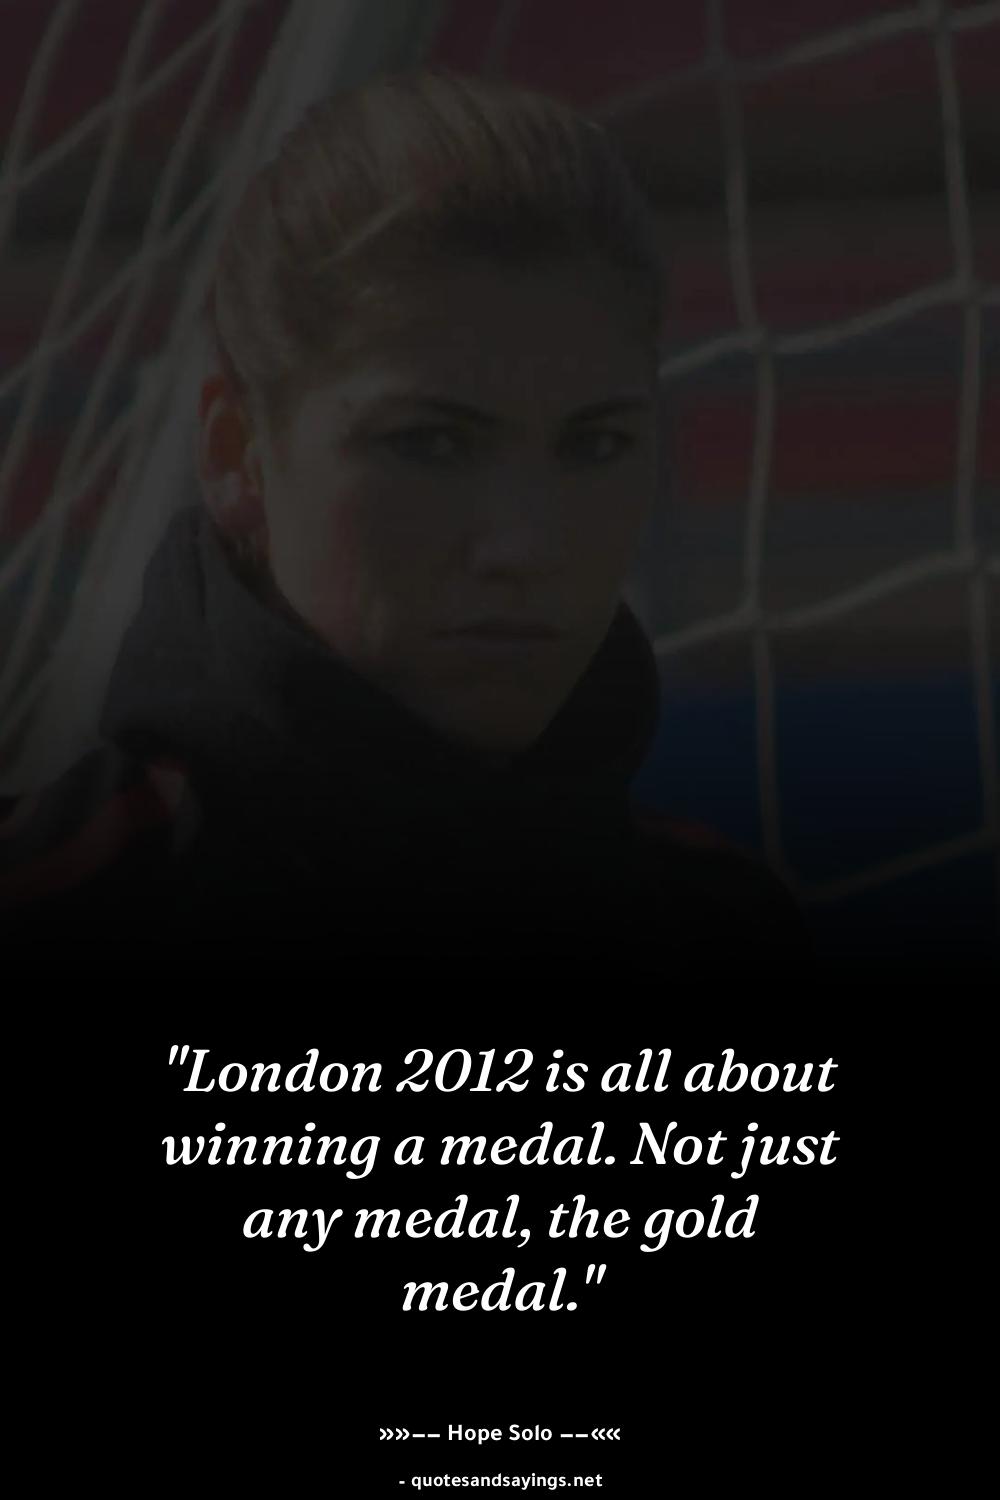 "London 2012 is all about
winning a medal. Not just
any medal, the gold
medal."
»»–– Hope Solo ––««
- quotesandsayings.net